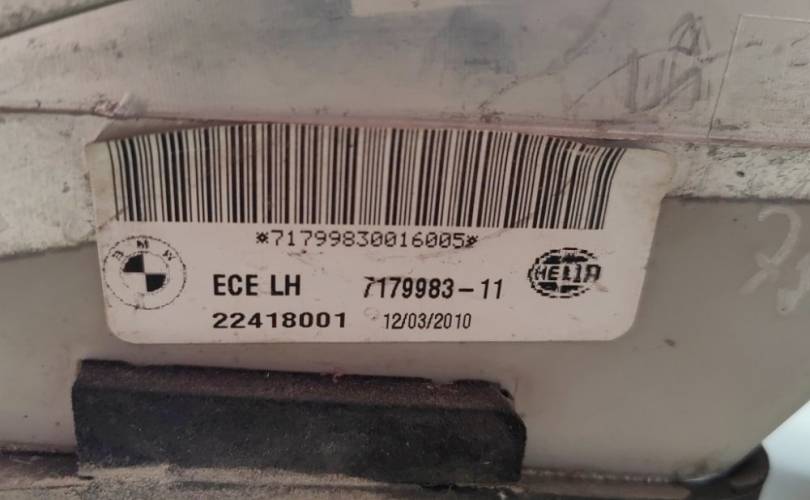 *71799830016005*
BMW
ECE LH 7179983-11
HELLA
22418001 12/03/2010